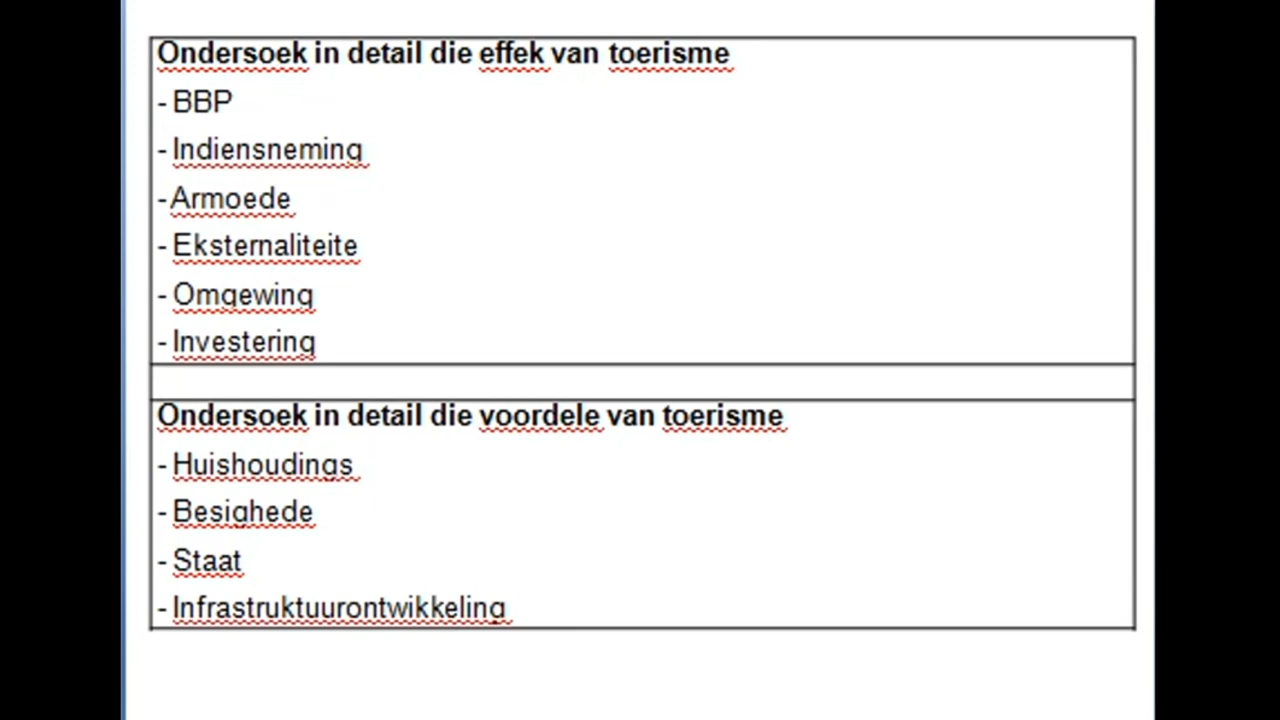 Ondersoek in detail die effek van toerisme
- BBP
- Indiensneming
- Armoede
- Eksternaliteite
- Omgewing
- Investering
Ondersoek in detail die voordele van toerisme
- Huishoudings
- Besighede
- Staat
- Infrastruktuurontwikkeling